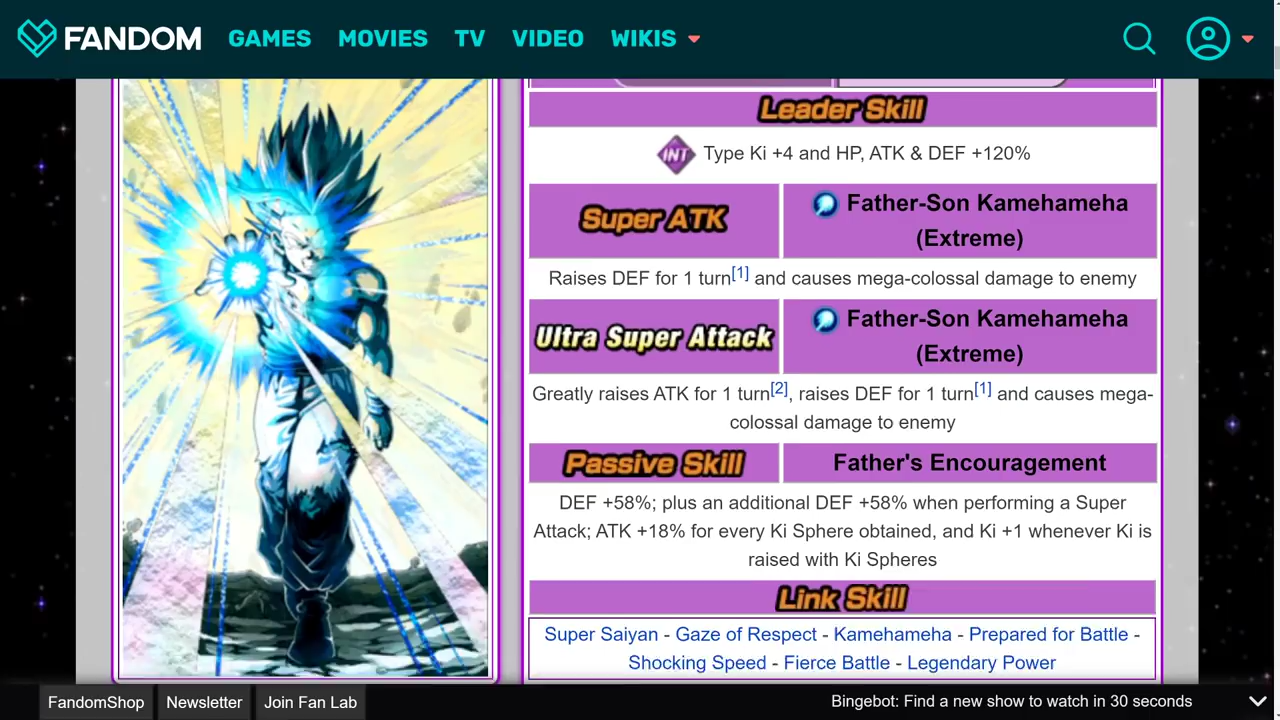 FANDOM GAMES MOVIES TV VIDEO WIKIS
Leader Skill
INT Type Ki +4 and HP, ATK & DEF +120%
Super ATK
Father-Son Kamehameha
(Extreme)
Raises DEF for 1 turn[1] and causes mega-colossal damage to enemy
Ultra Super Attack
Father-Son Kamehameha
(Extreme)
Greatly raises ATK for 1 turn[2], raises DEF for 1 turn[1] and causes mega-
colossal damage to enemy
Passive Skill
Father's Encouragement
DEF +58%; plus an additional DEF +58% when performing a Super
Attack; ATK +18% for every Ki Sphere obtained, and Ki +1 whenever Ki is
raised with Ki Spheres
Link Skill
Super Saiyan - Gaze of Respect - Kamehameha - Prepared for Battle -
Shocking Speed - Fierce Battle - Legendary Power
FandomShop Newsletter Join Fan Lab Bingebot: Find a new show to watch in 30 seconds